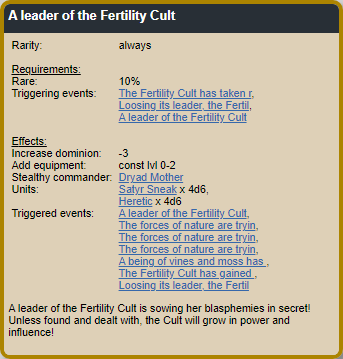 A leader of the Fertility Cult
Rarity: always
Requirements:
Rare: 10%
Triggering events: The Fertility Cult has taken r,
Loosing its leader, the Fertil,
A leader of the Fertility Cult
Effects:
Increase dominion: -3
Add equipment: const lvl 0-2
Stealthy commander: Dryad Mother
Units: Satyr Sneak x 4d6,
Heretic x 4d6
Triggered events: A leader of the Fertility Cult,
The forces of nature are tryin,
The forces of nature are tryin,
The forces of nature are tryin,
A being of vines and moss has ,
The Fertility Cult has gained ,
Loosing its leader, the Fertil
A leader of the Fertility Cult is sowing her blasphemies in secret!
Unless found and dealt with, the Cult will grow in power and
influence!